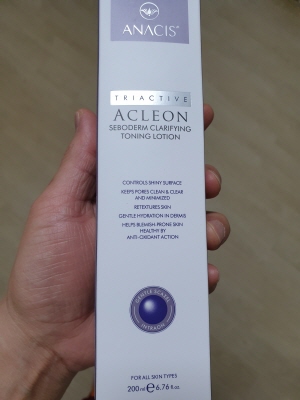 ANACIS
TRIACTIVE
ACLEON
SEBODERM CLARIFYING
TONING LOTION
CONTROLS SHINY SURFACE
KEEPS PORES CLEAN & CLEAR
AND MINIMIZED
RETEXTURES SKIN
GENTLE HYDRATION IN DERMIS
HELPS BLEMISH PRONE SKIN
HEALTHY BY
ANTI-OXIDANT ACTION
FOR ALL SKIN TYPES
200 ml ℮ 6.76 fl.oz.